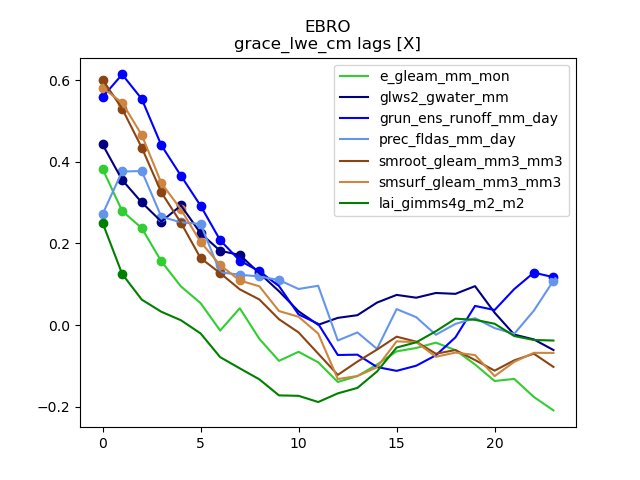 EBRO
grace_lwe_cm lags [X]
e_gleam_mm_mon
glws2_gwater_mm
grun_ens_runoff_mm_day
prec_fldas_mm_day
smroot_gleam_mm3_mm3
smsurf_gleam_mm3_mm3
lai_gimms4g_m2_m2
0.6
0.4
0.2
0.0
−0.2
0 5 10 15 20